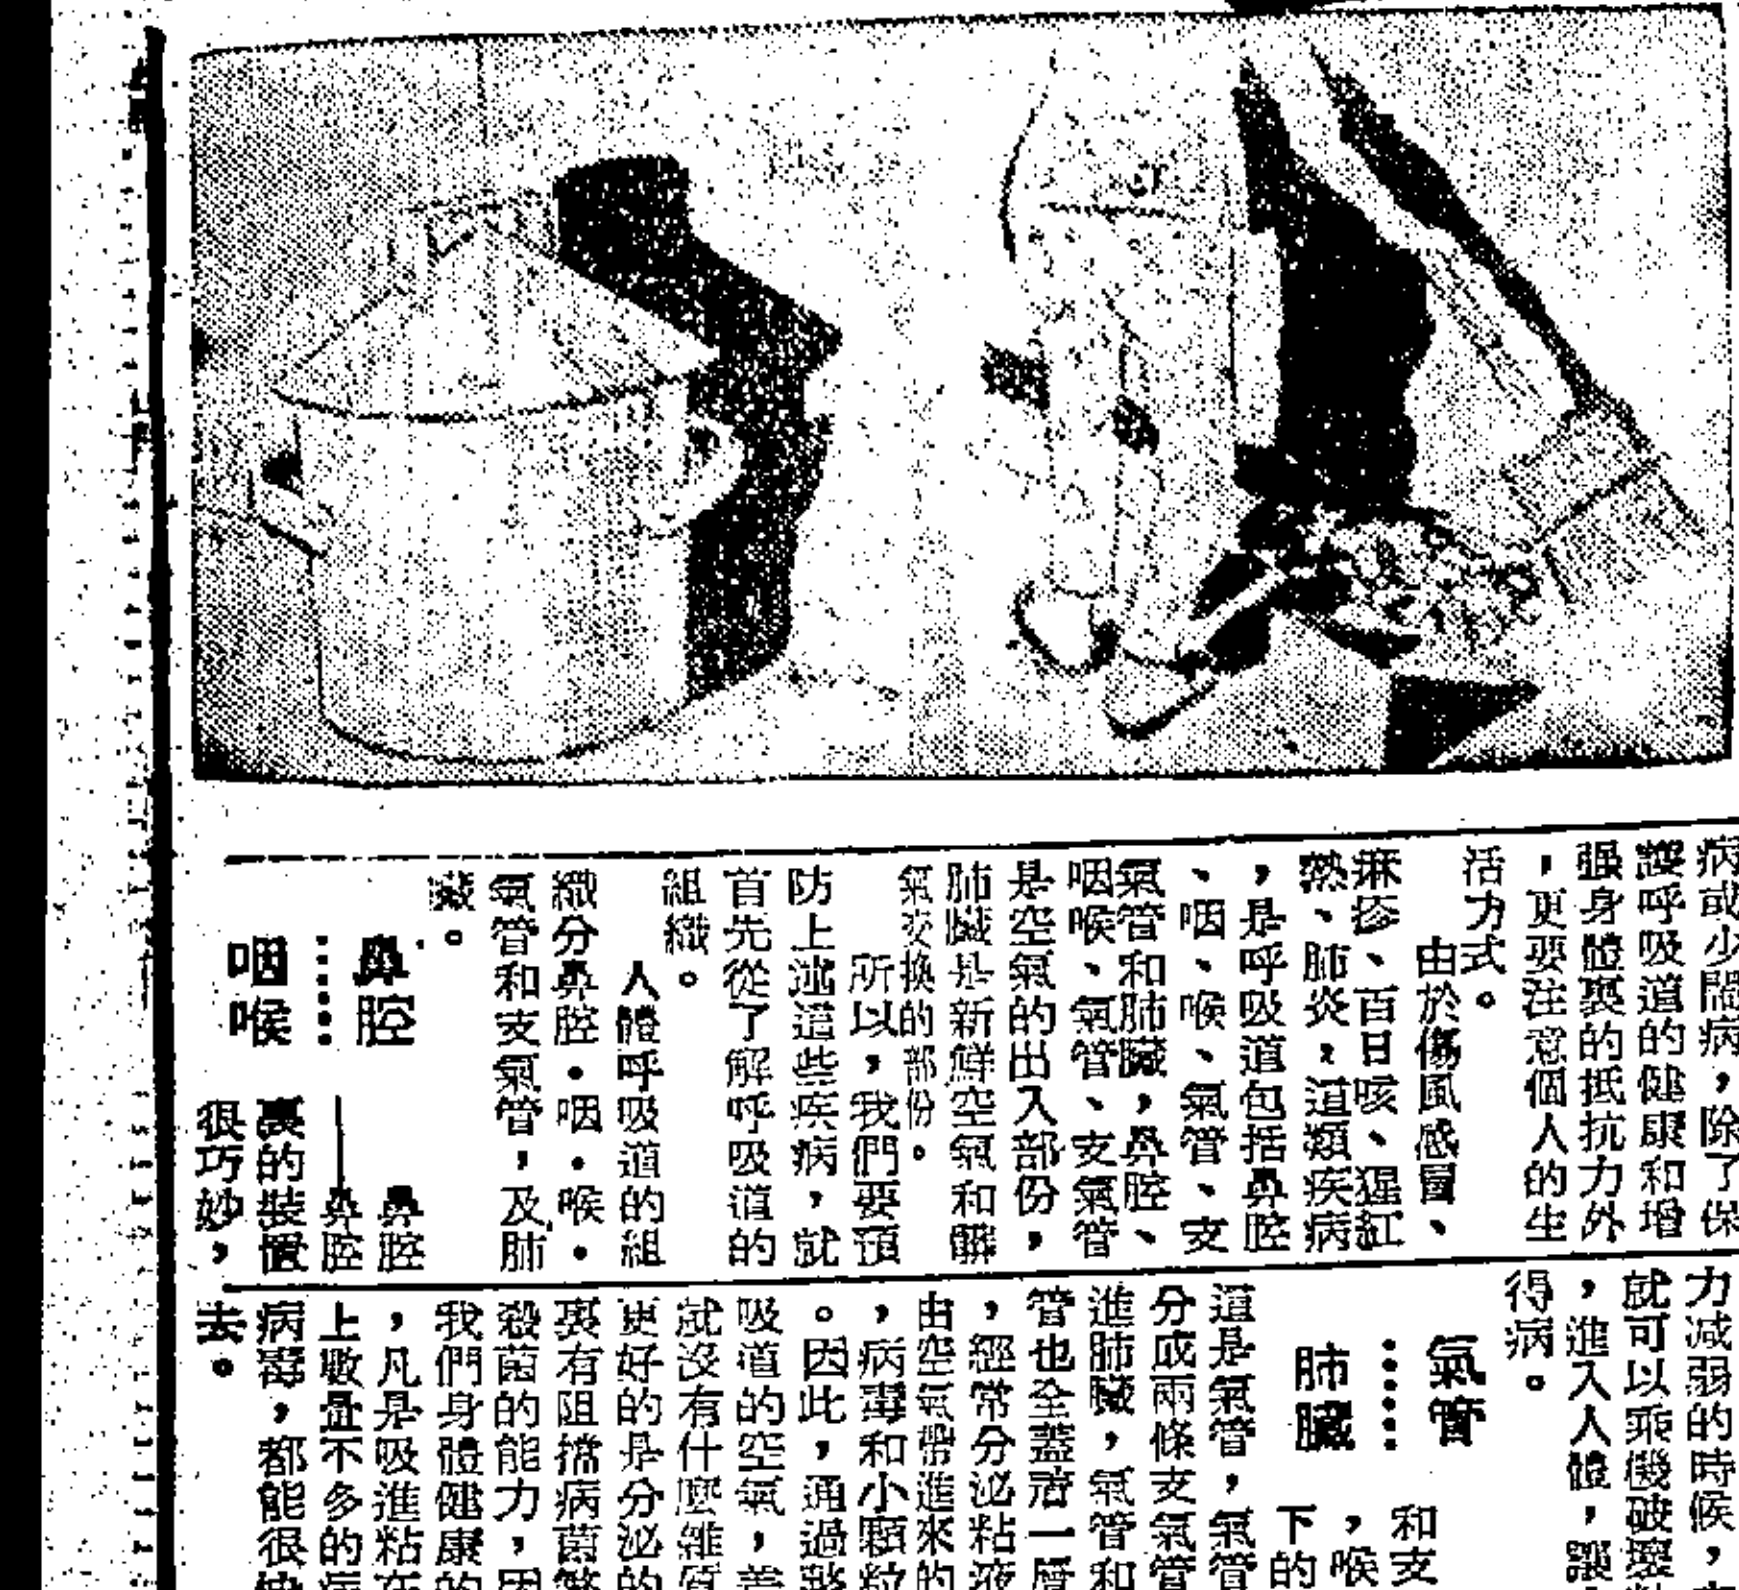 病或少鬧病，除了保
護呼吸道的健康和增
强身體裏的抵抗力外
，更要注意個人的生
活力式。
由於傷風感冒、
痳疹、百日咳、猩紅
熱、肺炎，這類疾病
，是呼吸道包括鼻腔
、咽、喉、氣管、支
氣管和肺臟，鼻腔、
咽喉、氣管、支氣管
是空氣的出入部份，
肺臟是新鮮空氣和髒
氣交換的部份。
所以，我們要預
防上述這些疾病，就
首先從了解呼吸道的
組織。
人體呼吸道的組
織分鼻腔・咽・喉・
氣管和支氣管，及肺
臟。
鼻腔
……
咽喉
鼻腔
——鼻腔
裏的裝置
很巧妙，
力减弱的時候，
就可以乘機破壞
，進入人體，讓
得病。
氣管
……
肺臟
和支
，喉
下的
這是氣管，氣管
分成兩條支氣管
進肺臟，氣管和
管也全蓋着一層
，經常分泌粘液
由空氣帶進來的
，病毒和小顆粒
。因此，通過
吸道的空氣，
就沒有什麼雜質
更好的是分泌的
裏有阻擋病菌
殺菌的能力，因
我們身體健康的
，凡是吸進粘在
上數量不多的病
病毒，都能很
去。